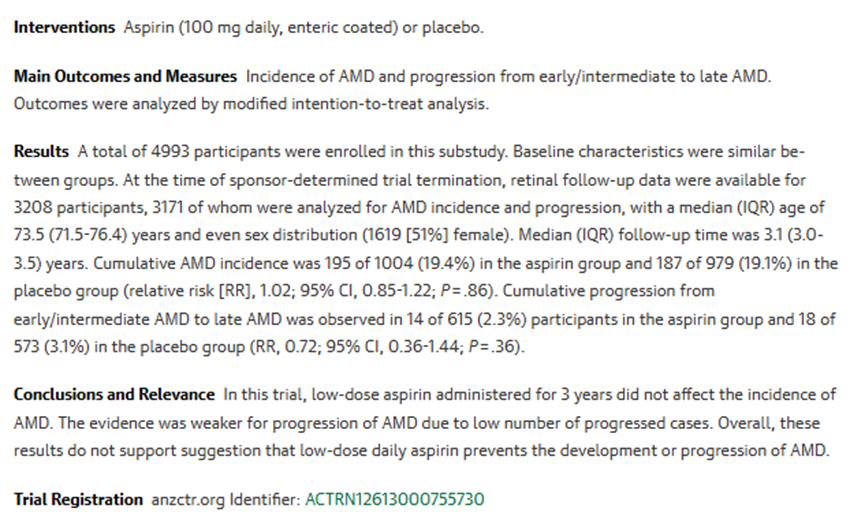 Interventions Aspirin (100 mg daily, enteric coated) or placebo.
Main Outcomes and Measures Incidence of AMD and progression from early/intermediate to late AMD.
Outcomes were analyzed by modified intention-to-treat analysis.
Results A total of 4993 participants were enrolled in this substudy. Baseline characteristics were similar be-
tween groups. At the time of sponsor-determined trial termination, retinal follow-up data were available for
3208 participants, 3171 of whom were analyzed for AMD incidence and progression, with a median (IQR) age of
73.5 (71.5-76.4) years and even sex distribution (1619 [51%] female). Median (IQR) follow-up time was 3.1 (3.0-
3.5) years. Cumulative AMD incidence was 195 of 1004 (19.4%) in the aspirin group and 187 of 979 (19.1%) in the
placebo group (relative risk [RR], 1.02; 95% CI, 0.85-1.22; P = .86). Cumulative progression from
early/intermediate AMD to late AMD was observed in 14 of 615 (2.3%) participants in the aspirin group and 18 of
573 (3.1%) in the placebo group (RR, 0.72; 95% CI, 0.36-1.44; P = .36).
Conclusions and Relevance In this trial, low-dose aspirin administered for 3 years did not affect the incidence of
AMD. The evidence was weaker for progression of AMD due to low number of progressed cases. Overall, these
results do not support suggestion that low-dose daily aspirin prevents the development or progression of AMD.
Trial Registration anzctr.org Identifier: ACTRN12613000755730